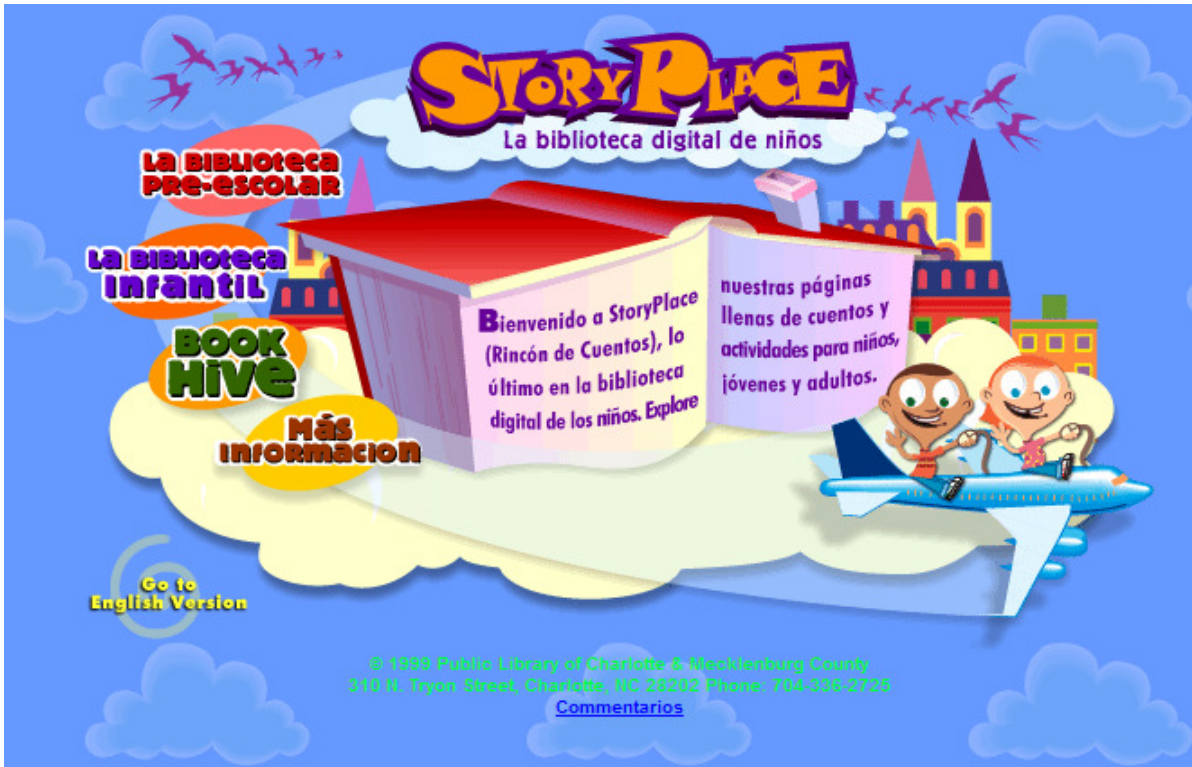 STORY PLACE
La biblioteca digital de niños
La Biblioteca
Pre-escolar
La Biblioteca
Infantil
Book
Hive
Más
Informacion
Bienvenido a StoryPlace
(Rincón de Cuentos), lo
último en la biblioteca
digital de los niños. Explore
nuestras páginas
llenas de cuentos y
actividades para niños,
jóvenes y adultos.
Go to
English Version
© 1999 Public Library of Charlotte & Mecklenburg County
310 N. Tryon Street, Charlotte, NC 28202 Phone: 704-336-2725
Commentarios